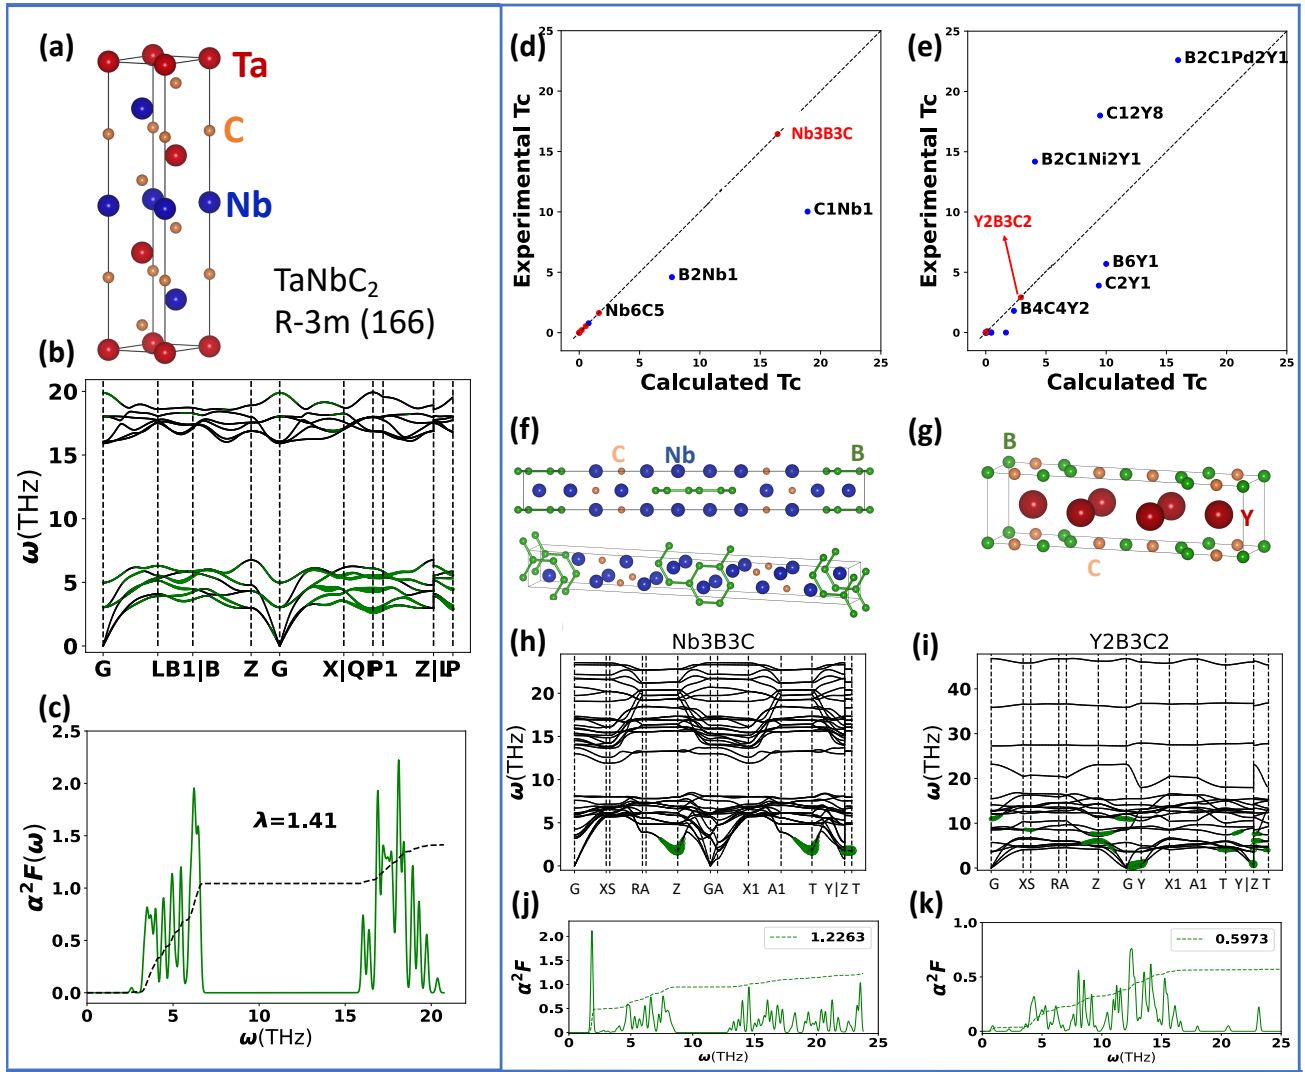 (a)
Ta
C
Nb
TaNbC2
R-3m (166)
(b)
20
15
10
5
0
ω(THz)
G
LB1|B
Z
G
X|QF
P1
Z|L
P
(c)
2.5
2.0
1.5
1.0
0.5
0.0
α²F(ω)
λ=1.41
0
5
10
15
20
ω(THz)
(d)
25
20
15
10
5
0
Experimental Tc
Nb3B3C
C1Nb1
B2Nb1
Nb6C5
0
5
10
15
20
25
Calculated Tc
(e)
25
20
15
10
5
0
Experimental Tc
B2C1Pd2Y1
C12Y8
B2C1Ni2Y1
Y2B3C2
B6Y1
C2Y1
B4C4Y2
0
5
10
15
20
25
Calculated Tc
(f)
C
Nb
B
(g)
B
Y
C
(h)
Nb3B3C
20
15
10
5
0
ω(THz)
G
XS
RA
Z
GA
X1
A1
T
Y|Z
T
(i)
Y2B3C2
40
30
20
10
0
ω(THz)
G
XS
RA
Z
G
Y
X1
A1
T
Y|Z
T
(j)
2.0
1.5
1.0
0.5
0.0
α²F
1.2263
0
5
10
15
20
25
ω(THz)
(k)
1.0
0.5
0
α²F
0.5973
0
5
10
15
20
25
ω(THz)